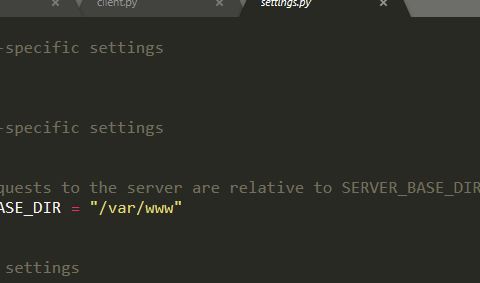 client.py settings.py
-specific settings
-specific settings
quests to the server are relative to SERVER_BASE_DIR
ASE_DIR = "/var/www"
settings